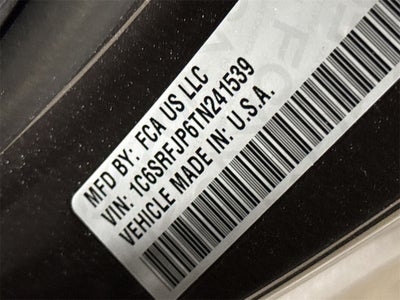 MFD BY: FCA US LLC
VIN: 1C6SRFJP6TN241539
VEHICLE MADE IN: U.S.A.